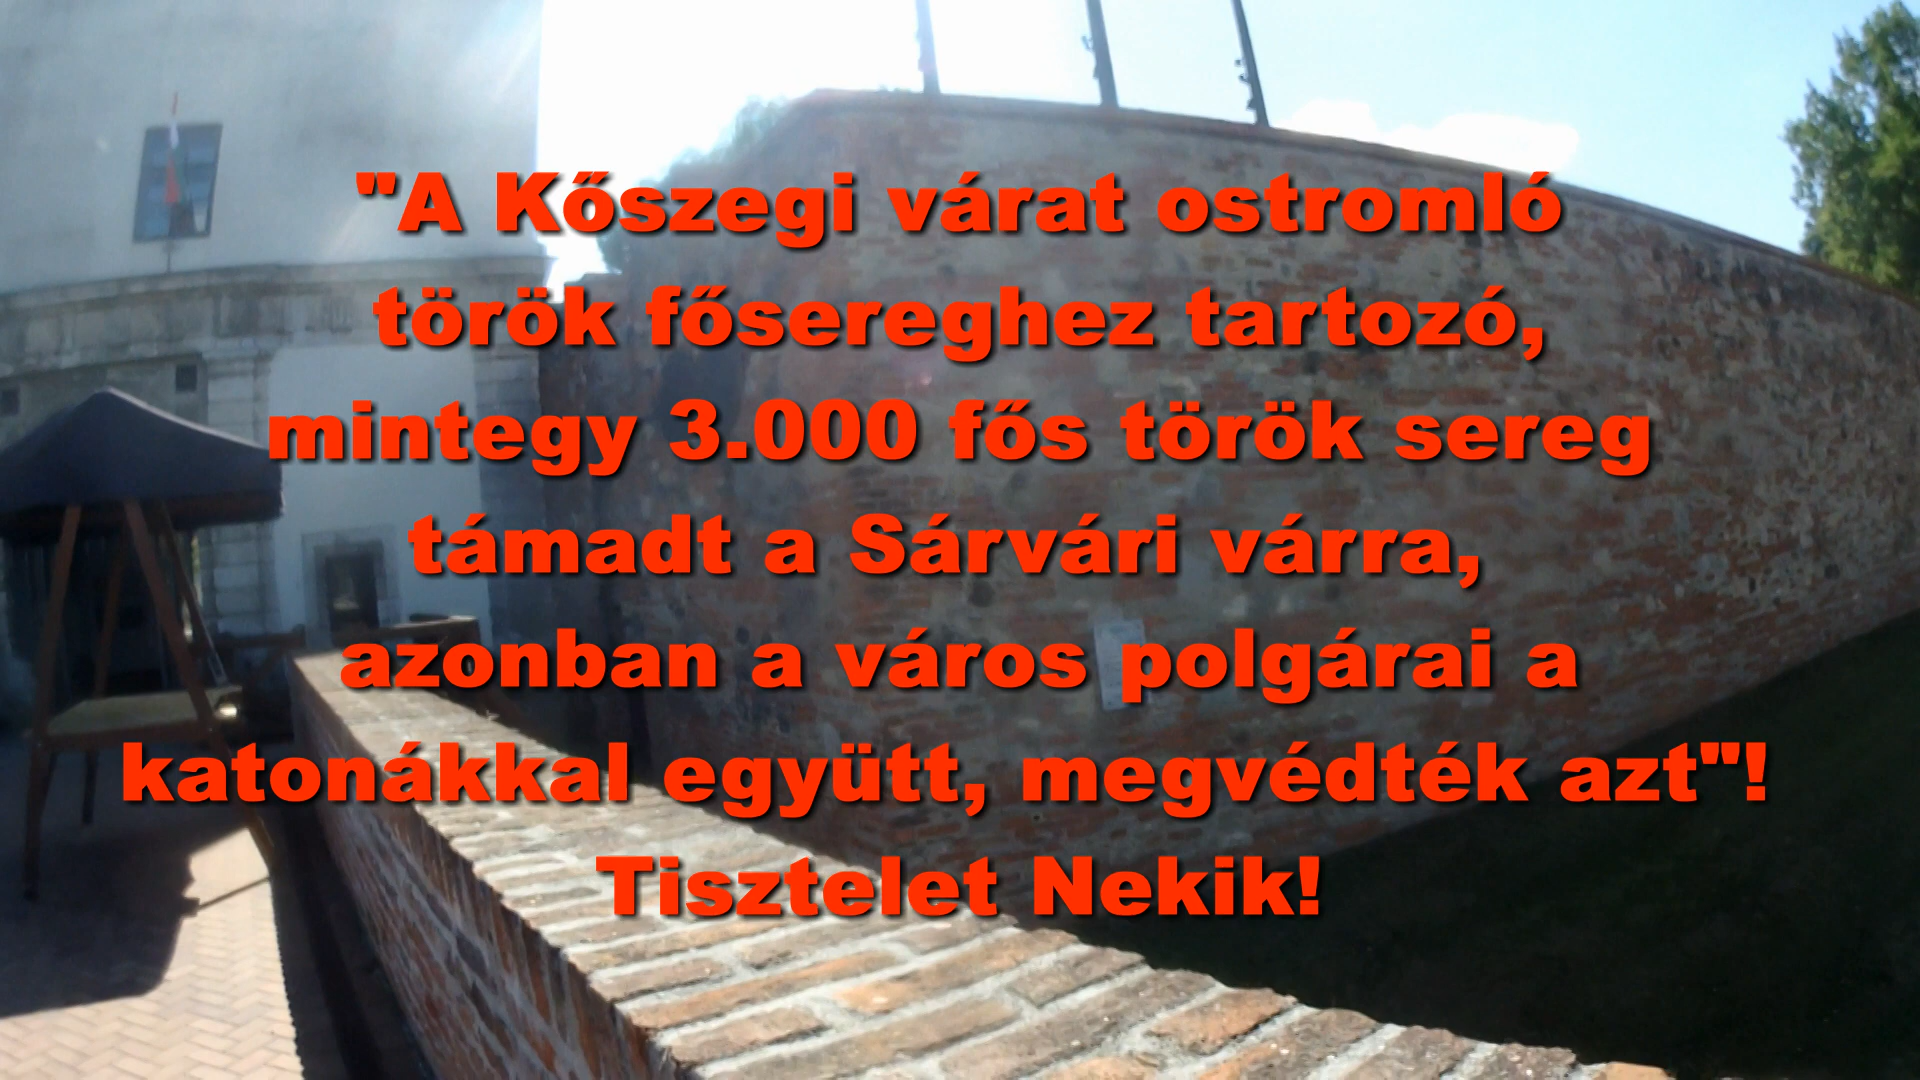 "A Kőszegi várat ostromló
török fősereghez tartozó,
mintegy 3.000 fős török sereg
támadt a Sárvári várra,
azonban a város polgárai a
katonákkal együtt, megvédték azt"!
Tisztelet Nekik!